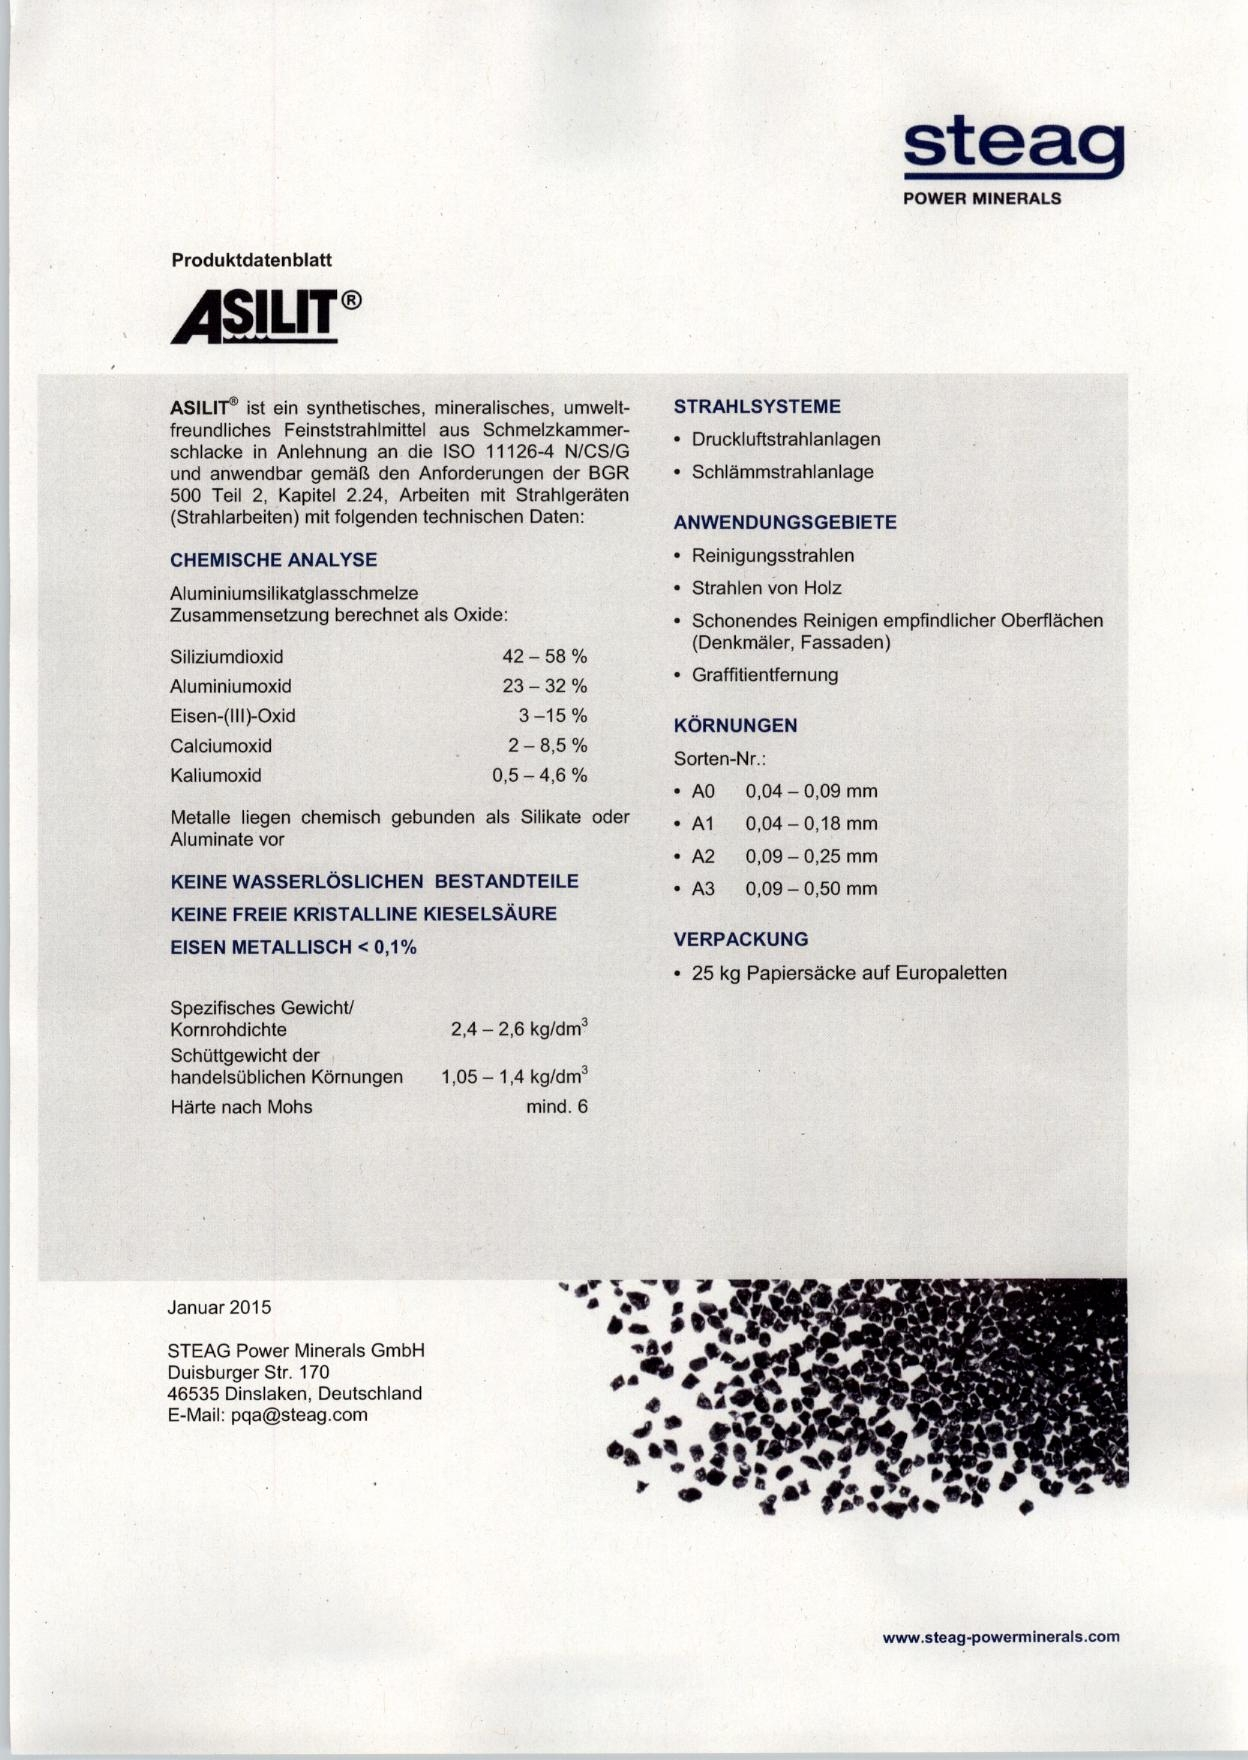 steag
POWER MINERALS
Produktdatenblatt
ASILIT®
ASILIT® ist ein synthetisches, mineralisches, umwelt-
freundliches Feinststrahlmittel aus Schmelzkammer-
schlacke in Anlehnung an die ISO 11126-4 N/CS/G
und anwendbar gemäß den Anforderungen der BGR
500 Teil 2, Kapitel 2.24, Arbeiten mit Strahlgeräten
(Strahlarbeiten) mit folgenden technischen Daten:
CHEMISCHE ANALYSE
Aluminiumsilikatglasschmelze
Zusammensetzung berechnet als Oxide:
Siliziumdioxid 42 – 58 %
Aluminiumoxid 23 – 32 %
Eisen-(III)-Oxid 3 –15 %
Calciumoxid 2 – 8,5 %
Kaliumoxid 0,5 – 4,6 %
Metalle liegen chemisch gebunden als Silikate oder
Aluminate vor
KEINE WASSERLÖSLICHEN BESTANDTEILE
KEINE FREIE KRISTALLINE KIESELSÄURE
EISEN METALLISCH < 0,1%
Spezifisches Gewicht/
Kornrohdichte 2,4 – 2,6 kg/dm³
Schüttgewicht der
handelsüblichen Körnungen 1,05 – 1,4 kg/dm³
Härte nach Mohs mind. 6
STRAHLSYSTEME
• Druckluftstrahlanlagen
• Schlämmstrahlanlage
ANWENDUNGSGEBIETE
• Reinigungsstrahlen
• Strahlen von Holz
• Schonendes Reinigen empfindlicher Oberflächen
(Denkmäler, Fassaden)
• Graffitientfernung
KÖRNUNGEN
Sorten-Nr.:
• A0 0,04 – 0,09 mm
• A1 0,04 – 0,18 mm
• A2 0,09 – 0,25 mm
• A3 0,09 – 0,50 mm
VERPACKUNG
• 25 kg Papiersäcke auf Europaletten
Januar 2015
STEAG Power Minerals GmbH
Duisburger Str. 170
46535 Dinslaken, Deutschland
E-Mail: pqa@steag.com
www.steag-powerminerals.com